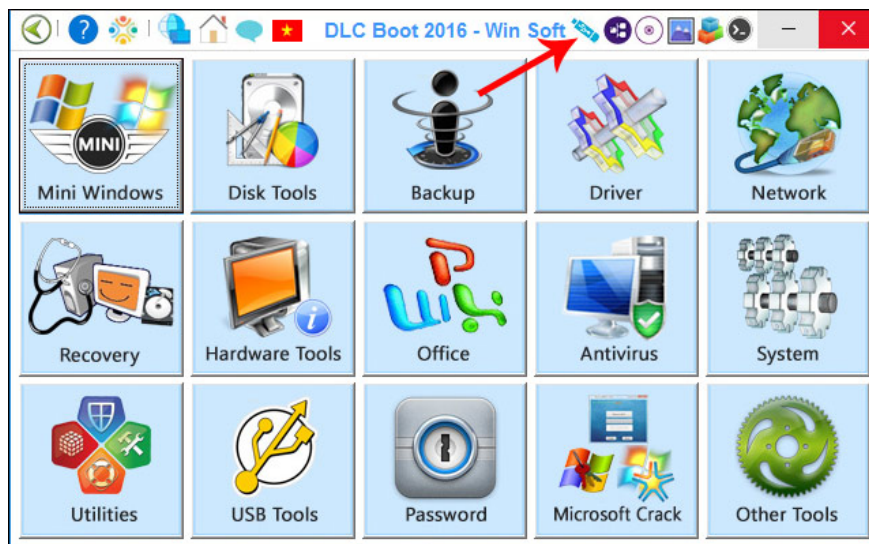 DLC Boot 2016 - Win Soft
MINI
Mini Windows
Disk Tools
Backup
Driver
Network
Recovery
Hardware Tools
Office
Antivirus
System
Utilities
USB Tools
Password
Microsoft Crack
Other Tools